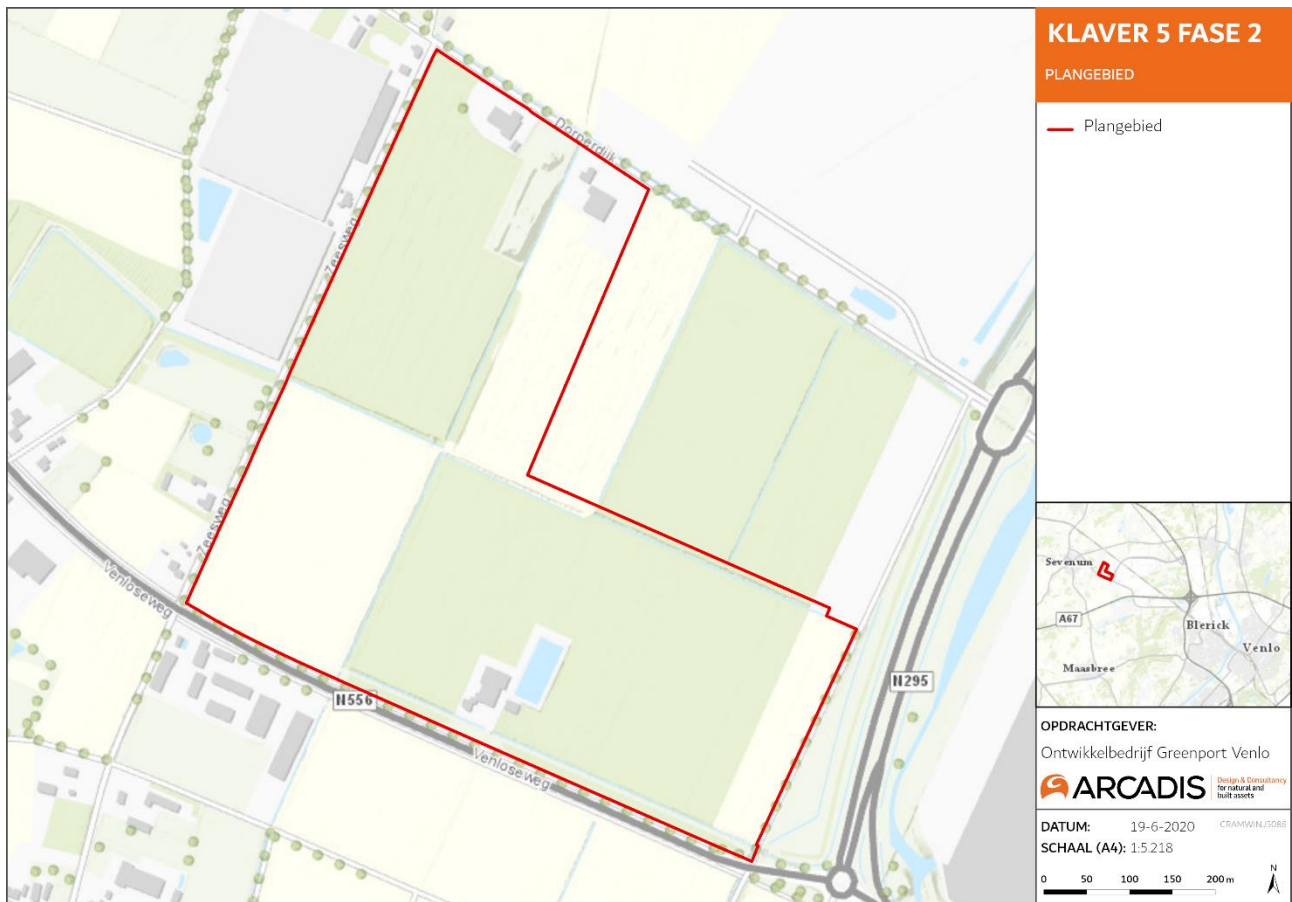 KLAVER 5 FASE 2
PLANGEBIED
Plangebied
Dorperdijk
Zeesweg
Zeesweg
Venloseweg
N556
Venloseweg
N295
Sevenum
A67
Blerick
Venlo
Maasbree
OPDRACHTGEVER:
Ontwikkelbedrijf Greenport Venlo
ARCADIS
Design & Consultancy
for natural and
built assets
DATUM: 19-6-2020
SCHAAL (A4): 1:5.218
0 50 100 150 200 m
N